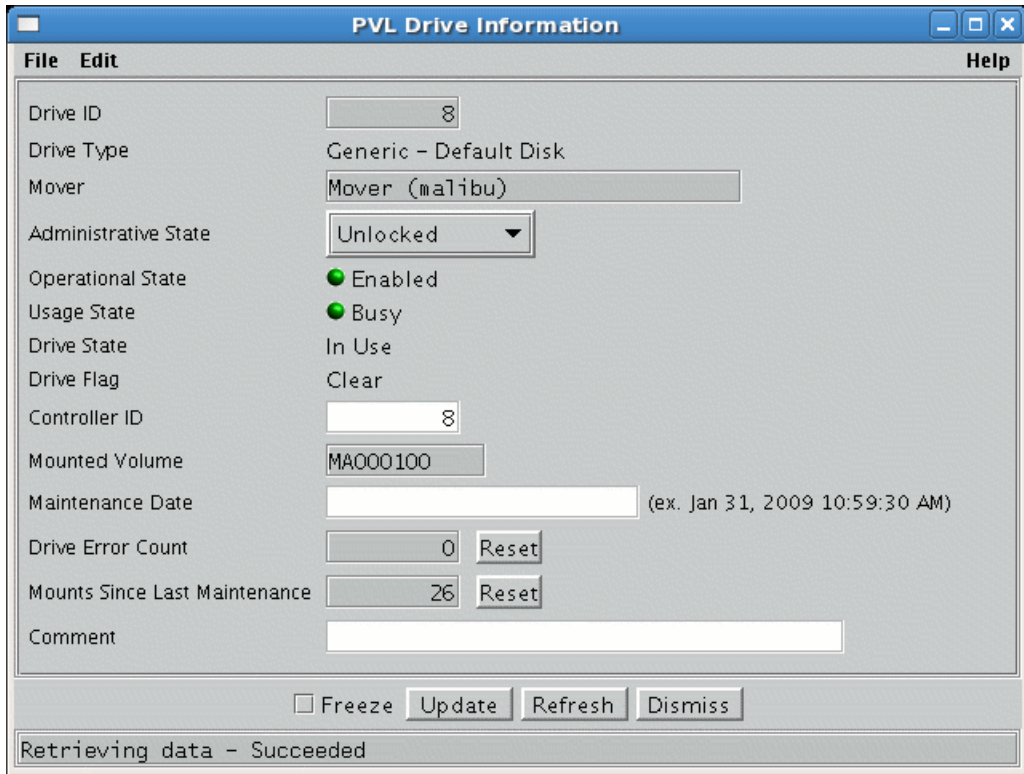 PVL Drive Information
File Edit Help
Drive ID 8
Drive Type Generic – Default Disk
Mover Mover (malibu)
Administrative State Unlocked
Operational State Enabled
Usage State Busy
Drive State In Use
Drive Flag Clear
Controller ID 8
Mounted Volume MA000100
Maintenance Date (ex. Jan 31, 2009 10:59:30 AM)
Drive Error Count 0 Reset
Mounts Since Last Maintenance 26 Reset
Comment
Freeze Update Refresh Dismiss
Retrieving data – Succeeded